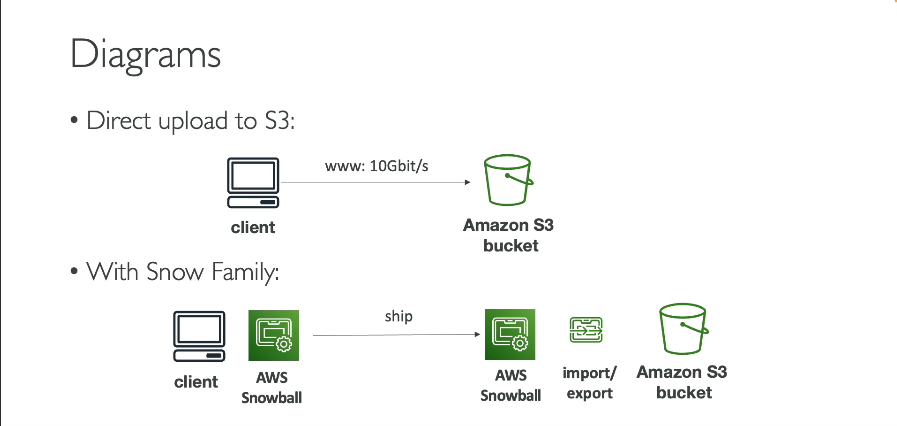 Diagrams
• Direct upload to S3:
www: 10Gbit/s
client
Amazon S3
bucket
• With Snow Family:
ship
client
AWS
Snowball
AWS
Snowball
import/
export
Amazon S3
bucket